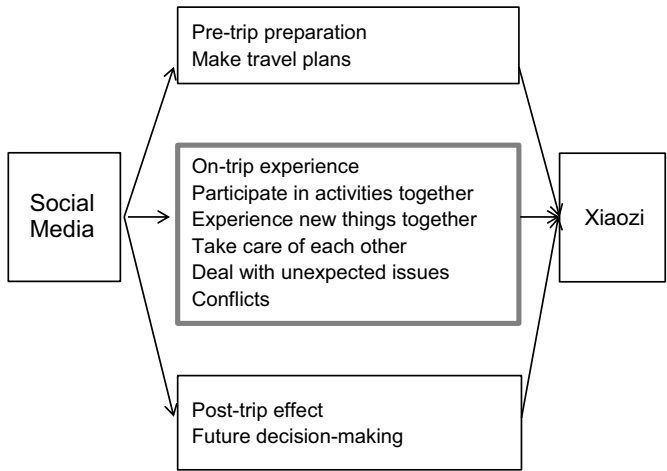 Pre-trip preparation
Make travel plans
Social
Media
On-trip experience
Participate in activities together
Experience new things together
Take care of each other
Deal with unexpected issues
Conflicts
Xiaozi
Post-trip effect
Future decision-making